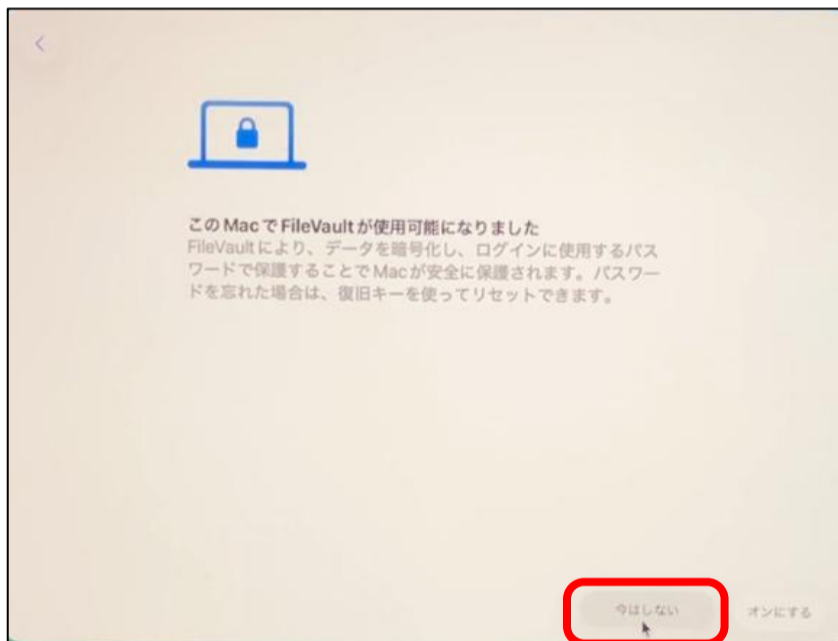 このMacでFileVaultが使用可能になりました
FileVaultにより、データを暗号化し、ログインに使用するパス
ワードで保護することでMacが安全に保護されます。パスワー
ドを忘れた場合は、復旧キーを使ってリセットできます。
今はしない オンにする